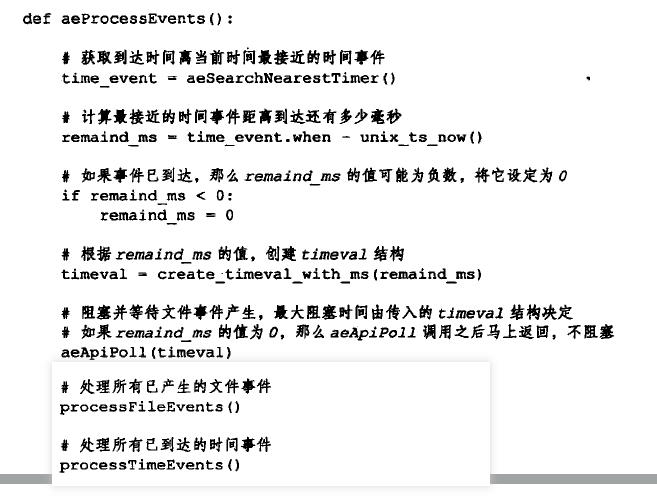 def aeProcessEvents():
# 获取到达时间离当前时间最接近的时间事件
time_event = aeSearchNearestTimer()
# 计算最接近的时间事件距离到达还有多少毫秒
remaind_ms = time_event.when - unix_ts_now()
# 如果事件已到达，那么 remaind_ms 的值可能为负数，将它设定为 0
if remaind_ms < 0:
remaind_ms = 0
# 根据 remaind_ms 的值，创建 timeval 结构
timeval = create_timeval_with_ms(remaind_ms)
# 阻塞并等待文件事件产生，最大阻塞时间由传入的 timeval 结构决定
# 如果 remaind_ms 的值为 0，那么 aeApiPoll 调用之后马上返回，不阻塞
aeApiPoll(timeval)
# 处理所有已产生的文件事件
processFileEvents()
# 处理所有已到达的时间事件
processTimeEvents()